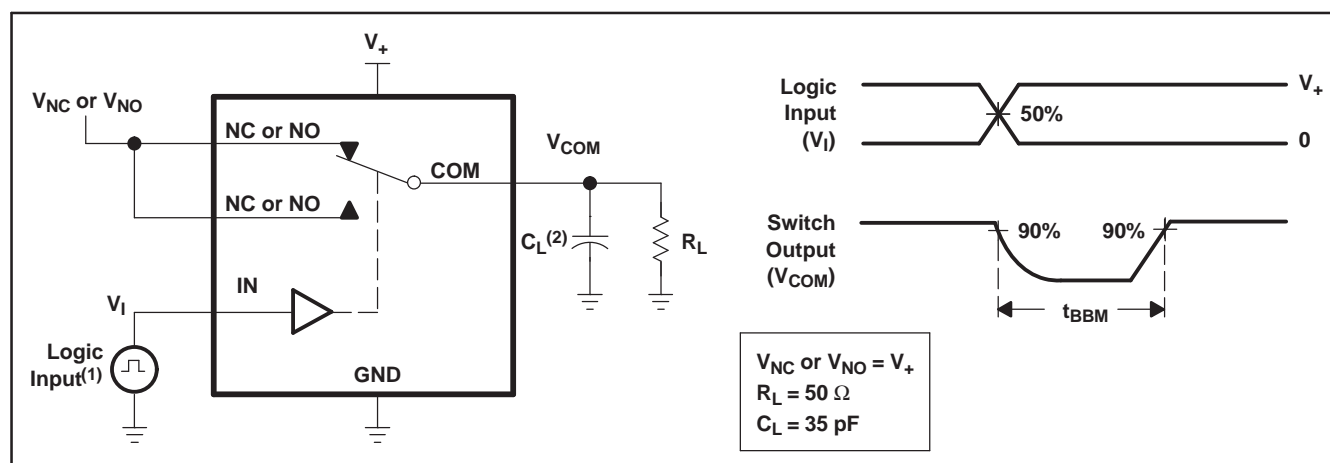 V+
VNC or VNO
NC or NO
COM
VCOM
NC or NO
CL(2)
RL
IN
VI
Logic
Input(1)
GND
Logic
Input
(VI)
50%
V+
0
Switch
Output
(VCOM)
90%
90%
tBBM
VNC or VNO = V+
RL = 50 Ω
CL = 35 pF